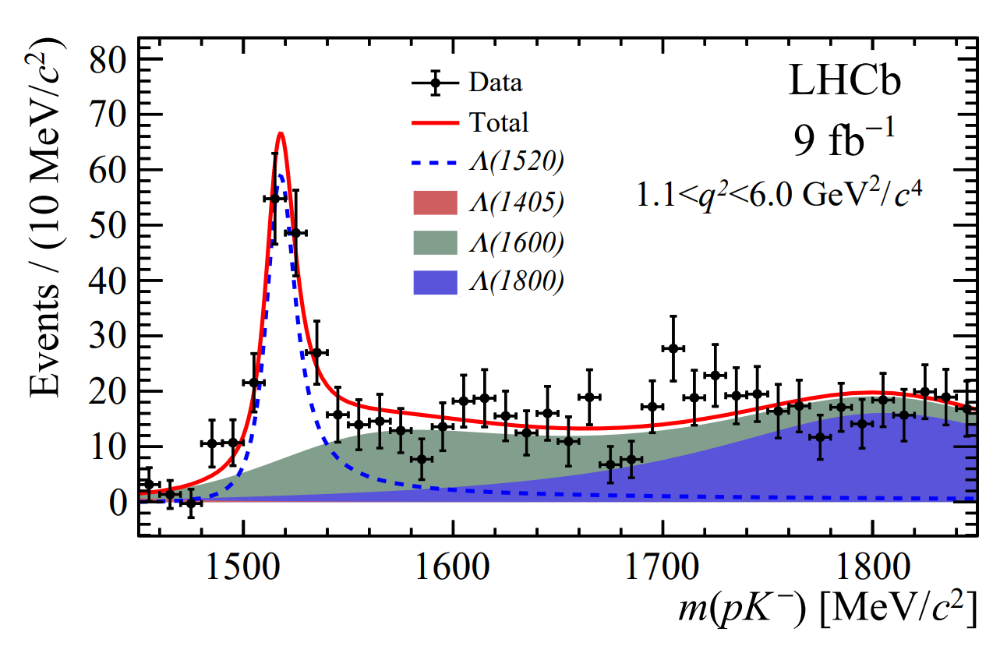 Events / (10 MeV/c²)
80
70
60
50
40
30
20
10
0
Data
Total
Λ(1520)
Λ(1405)
Λ(1600)
Λ(1800)
LHCb
9 fb⁻¹
1.1<q²<6.0 GeV²/c⁴
1500 1600 1700 1800
m(pK⁻) [MeV/c²]